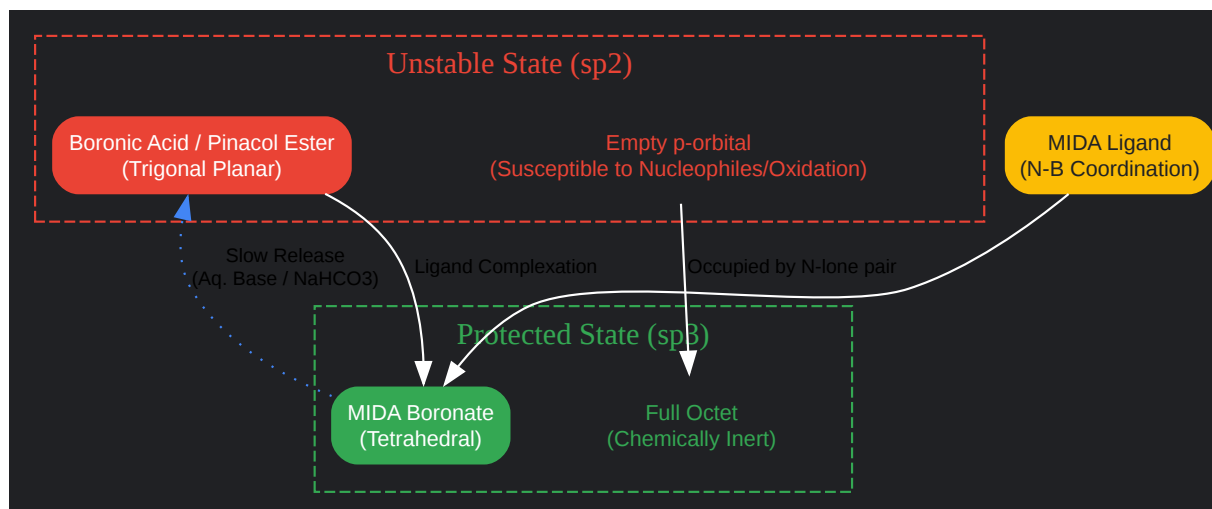 Unstable State (sp2)
Boronic Acid / Pinacol Ester
(Trigonal Planar)
Empty p-orbital
(Susceptible to Nucleophiles/Oxidation)
MIDA Ligand
(N-B Coordination)
Slow Release
(Aq. Base / NaHCO3)
Ligand Complexation
Occupied by N-lone pair
Protected State (sp3)
MIDA Boronate
(Tetrahedral)
Full Octet
(Chemically Inert)